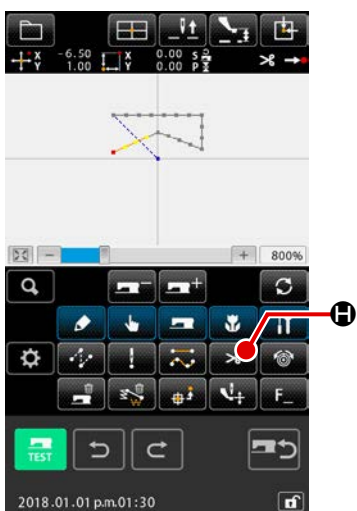 X -6.50 X 0.00 S
Y 1.00 Y 0.00 P
800%
H
F_
TEST
2018.01.01 p.m.01:30